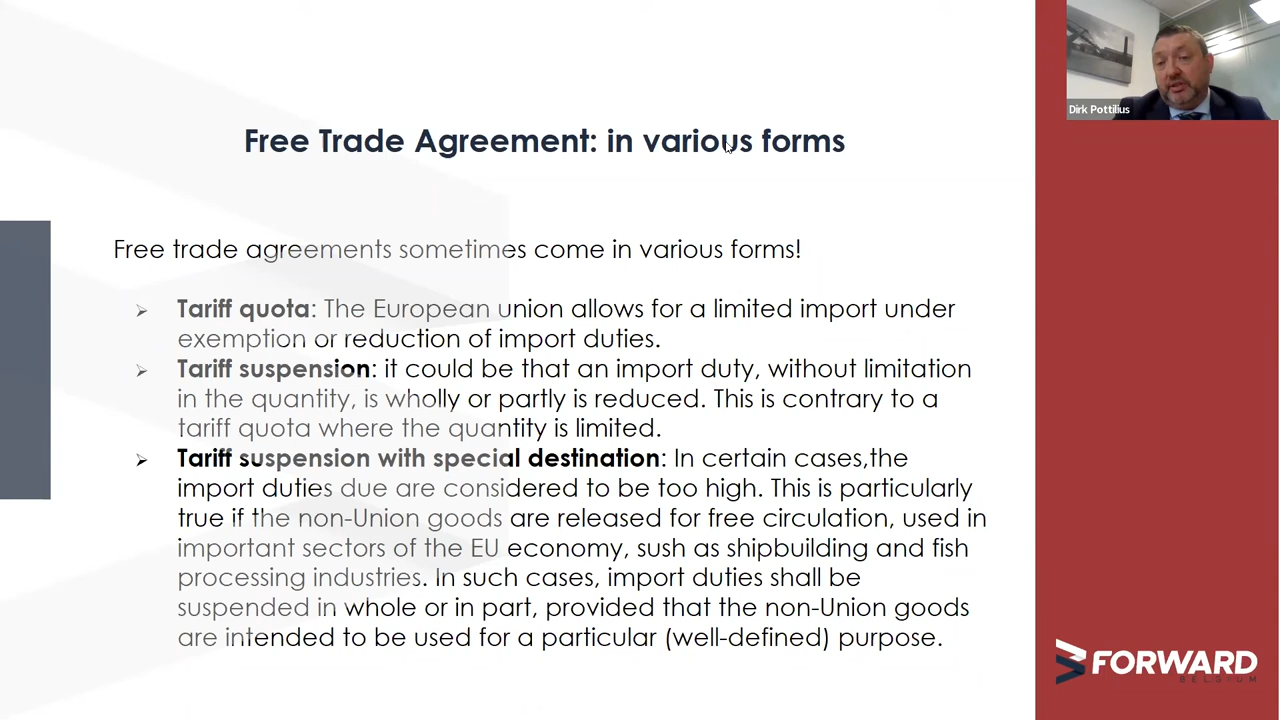 Dirk Pottilius
Free Trade Agreement: in various forms
Free trade agreements sometimes come in various forms!
Tariff quota: The European union allows for a limited import under
exemption or reduction of import duties.
Tariff suspension: it could be that an import duty, without limitation
in the quantity, is wholly or partly is reduced. This is contrary to a
tariff quota where the quantity is limited.
Tariff suspension with special destination: In certain cases,the
import duties due are considered to be too high. This is particularly
true if the non-Union goods are released for free circulation, used in
important sectors of the EU economy, sush as shipbuilding and fish
processing industries. In such cases, import duties shall be
suspended in whole or in part, provided that the non-Union goods
are intended to be used for a particular (well-defined) purpose.
FORWARD
BELGIUM